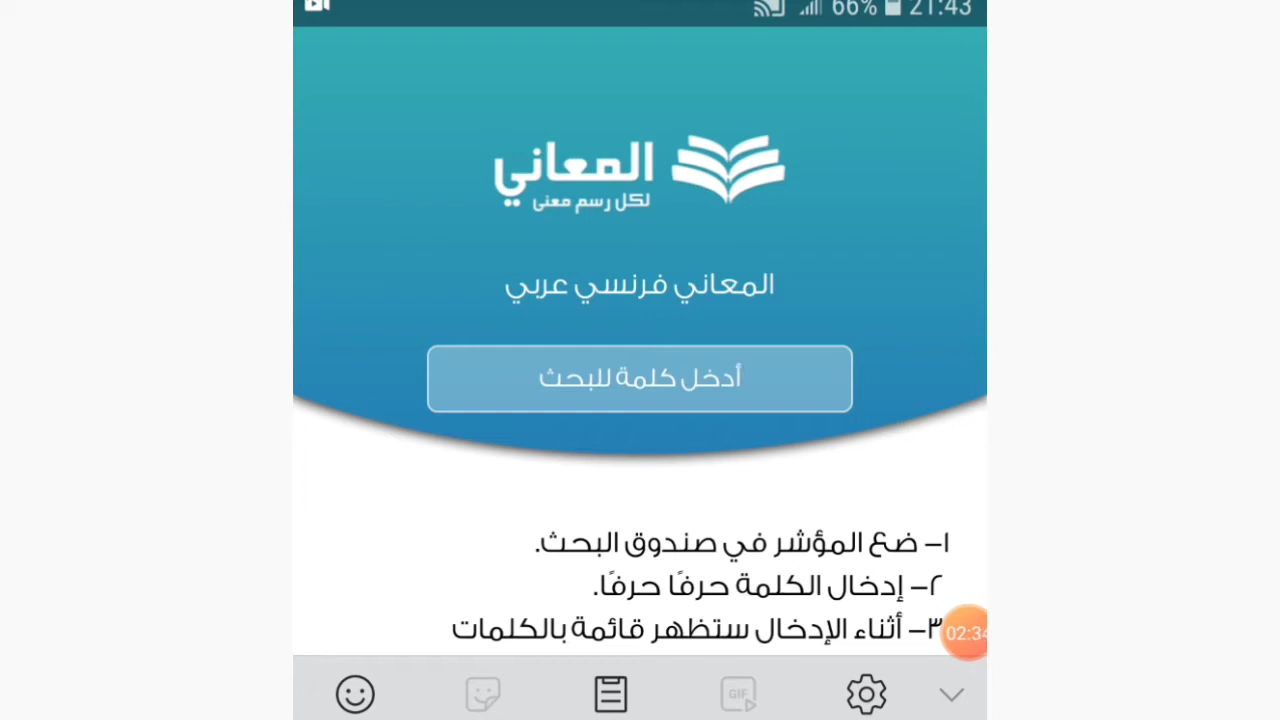 66% 21:43
المعاني
لكل رسم معنى
المعاني فرنسي عربي
أدخل كلمة للبحث
١– ضع المؤشر في صندوق البحث.
٢– إدخال الكلمة حرفًا حرفًا.
٣– أثناء الإدخال ستظهر قائمة بالكلمات
02:34
GIF